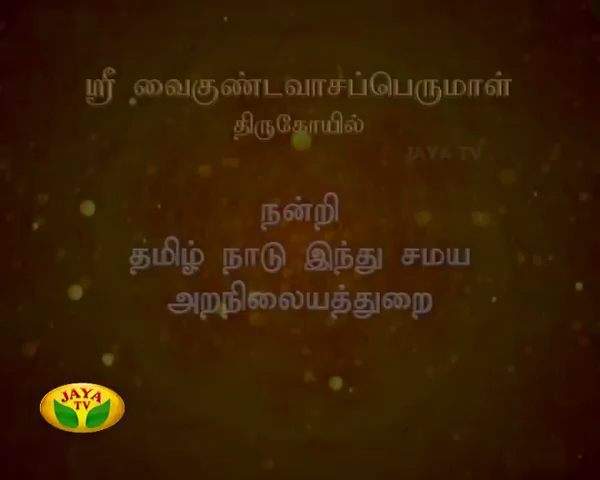 ஸ்ரீ வைகுண்டவாசப்பெருமாள்
திருகோயில்
JAYA TV
நன்றி
தமிழ் நாடு இந்து சமய
அறநிலையத்துறை
JAYA
TV